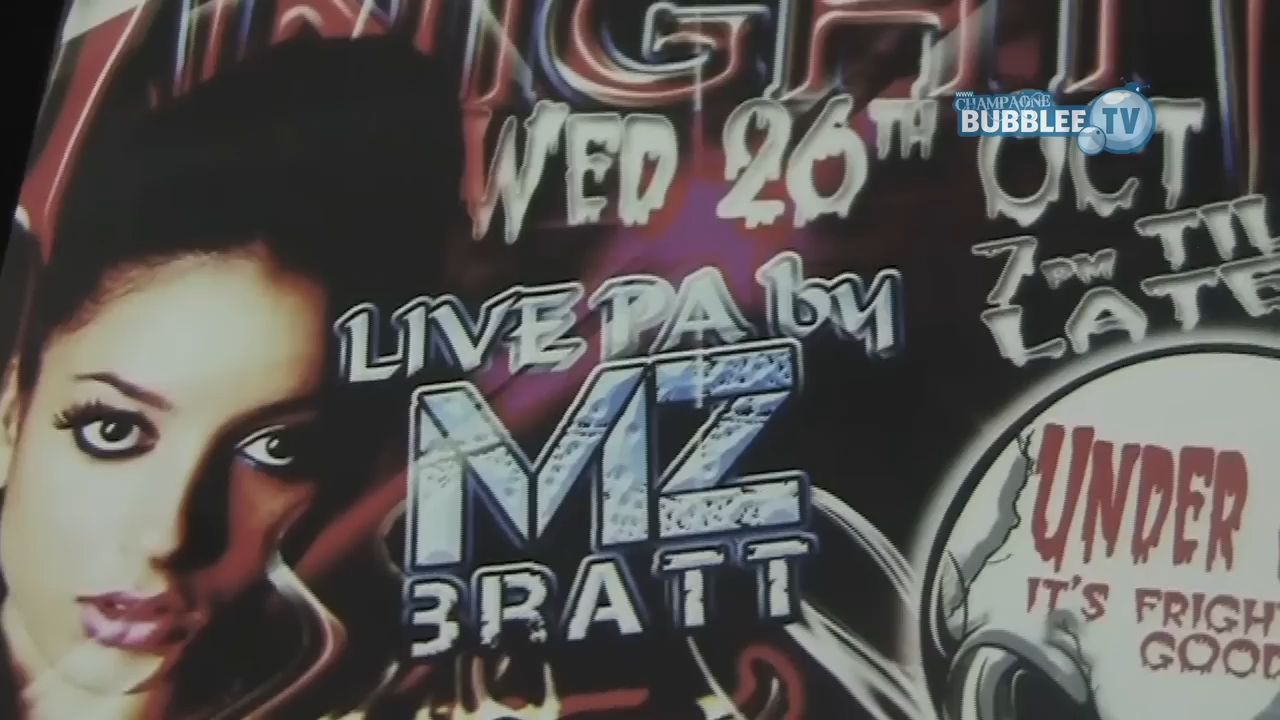 NIGHT
WED 26TH OCT
7PM TIL
LATE
LIVE PA by
MZ
BRATT
UNDER
IT'S FRIGH
GOOD
www
CHAMPAGNE
BUBBLEE.TV